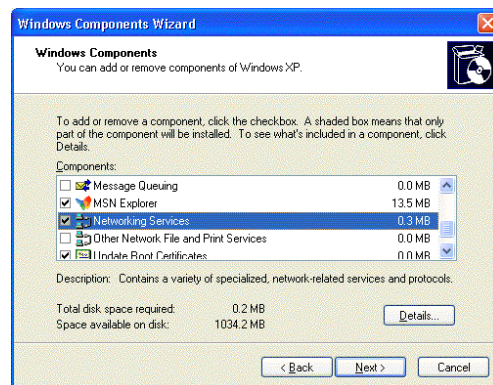 Windows Components Wizard
Windows Components
You can add or remove components of Windows XP.
To add or remove a component, click the checkbox. A shaded box means that only
part of the component will be installed. To see what's included in a component, click
Details.
Components:
Message Queuing 0.0 MB
MSN Explorer 13.5 MB
Networking Services 0.3 MB
Other Network File and Print Services 0.0 MB
Update Root Certificates 0.0 MB
Description: Contains a variety of specialized, network-related services and protocols.
Total disk space required: 0.2 MB
Space available on disk: 1034.2 MB
Details...
< Back Next > Cancel